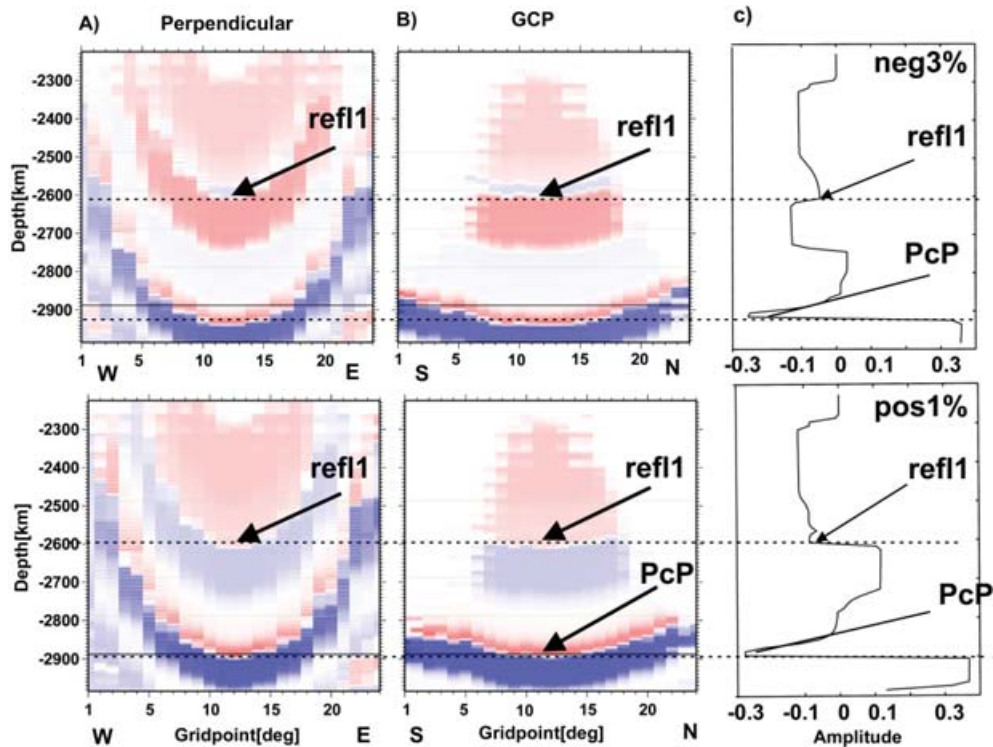 A) Perpendicular
B) GCP
c)
-2300
-2400
-2500
-2600
-2700
-2800
-2900
Depth[km]
refl1
refl1
neg3%
refl1
PcP
1 5 10 15 20
W E
1 5 10 15 20
S N
-0.3 -0.1 0 0.1 0.3
-2300
-2400
-2500
-2600
-2700
-2800
-2900
Depth[km]
refl1
refl1
PcP
pos1%
refl1
PcP
1 5 10 15 20
W Gridpoint[deg] E
1 5 10 15 20
S Gridpoint[deg] N
-0.3 -0.1 0 0.1 0.3
Amplitude